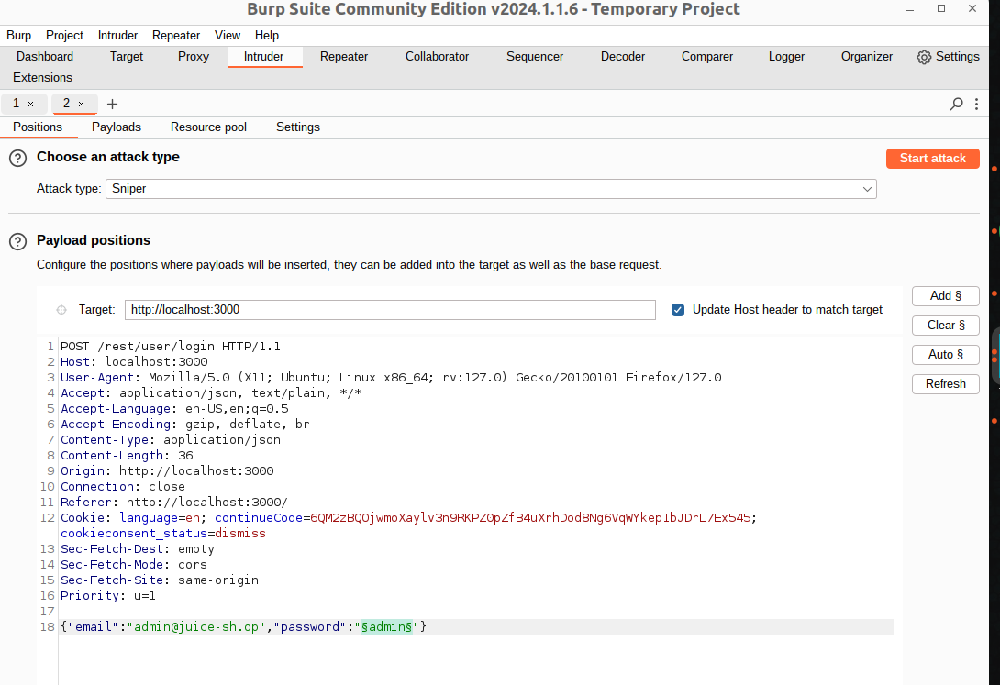 Burp Suite Community Edition v2024.1.1.6 - Temporary Project
Burp Project Intruder Repeater View Help
Dashboard Target Proxy Intruder Repeater Collaborator Sequencer Decoder Comparer Logger Organizer Settings
Extensions
1 × 2 × +
Positions Payloads Resource pool Settings
? Choose an attack type Start attack
Attack type: Sniper
? Payload positions
Configure the positions where payloads will be inserted, they can be added into the target as well as the base request.
Add §
Target: http://localhost:3000 Update Host header to match target
Clear §
Auto §
Refresh
1 POST /rest/user/login HTTP/1.1
2 Host: localhost:3000
3 User-Agent: Mozilla/5.0 (X11; Ubuntu; Linux x86_64; rv:127.0) Gecko/20100101 Firefox/127.0
4 Accept: application/json, text/plain, */*
5 Accept-Language: en-US,en;q=0.5
6 Accept-Encoding: gzip, deflate, br
7 Content-Type: application/json
8 Content-Length: 36
9 Origin: http://localhost:3000
10 Connection: close
11 Referer: http://localhost:3000/
12 Cookie: language=en; continueCode=6QM2zBQOjwmoXaylv3n9RKPZ0pZfB4uXrhDod8Ng6VqWYkep1bJDrL7Ex545;
cookieconsent_status=dismiss
13 Sec-Fetch-Dest: empty
14 Sec-Fetch-Mode: cors
15 Sec-Fetch-Site: same-origin
16 Priority: u=1
17
18 {"email":"admin@juice-sh.op","password":"§admin§"}